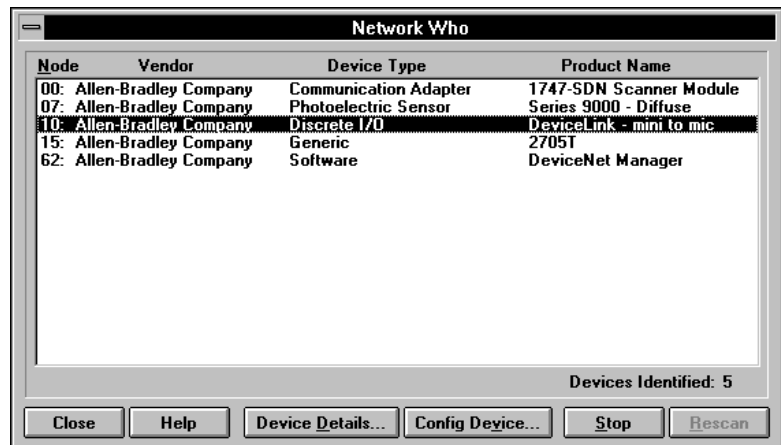 Network Who
Node Vendor Device Type Product Name
00: Allen-Bradley Company Communication Adapter 1747-SDN Scanner Module
07: Allen-Bradley Company Photoelectric Sensor Series 9000 - Diffuse
10: Allen-Bradley Company Discrete I/O DeviceLink - mini to mic
15: Allen-Bradley Company Generic 2705T
62: Allen-Bradley Company Software DeviceNet Manager
Devices Identified: 5
Close Help Device Details... Config Device... Stop Rescan